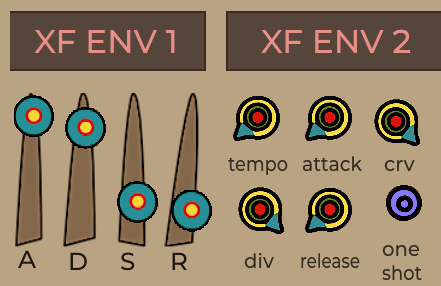 XF ENV 1
XF ENV 2
A D S R
tempo attack crv
div release one
shot